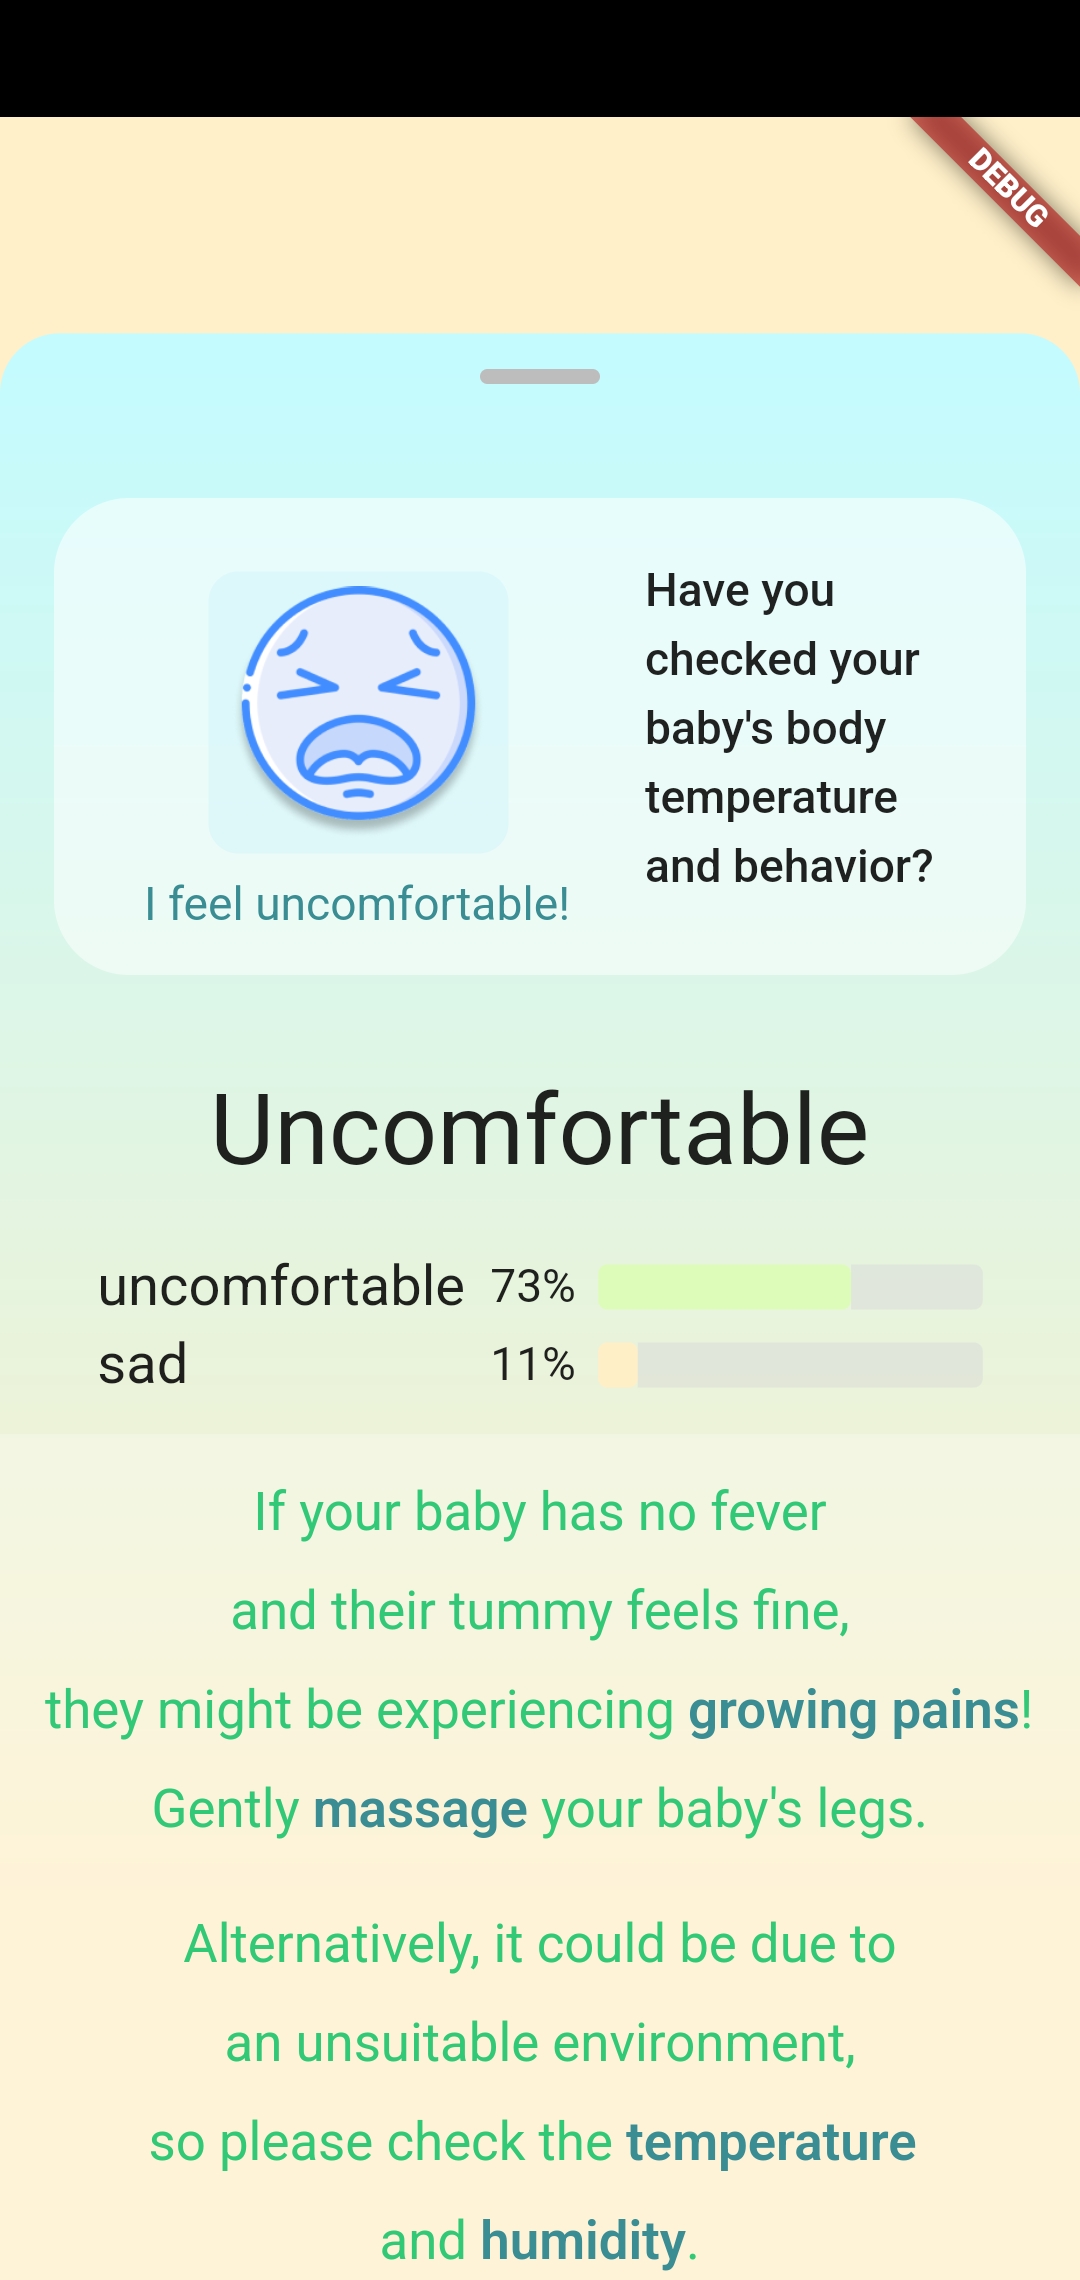 DEBUG
Have you
checked your
baby's body
temperature
and behavior?
I feel uncomfortable!
Uncomfortable
uncomfortable 73%
sad 11%
If your baby has no fever
and their tummy feels fine,
they might be experiencing growing pains!
Gently massage your baby's legs.
Alternatively, it could be due to
an unsuitable environment,
so please check the temperature
and humidity.